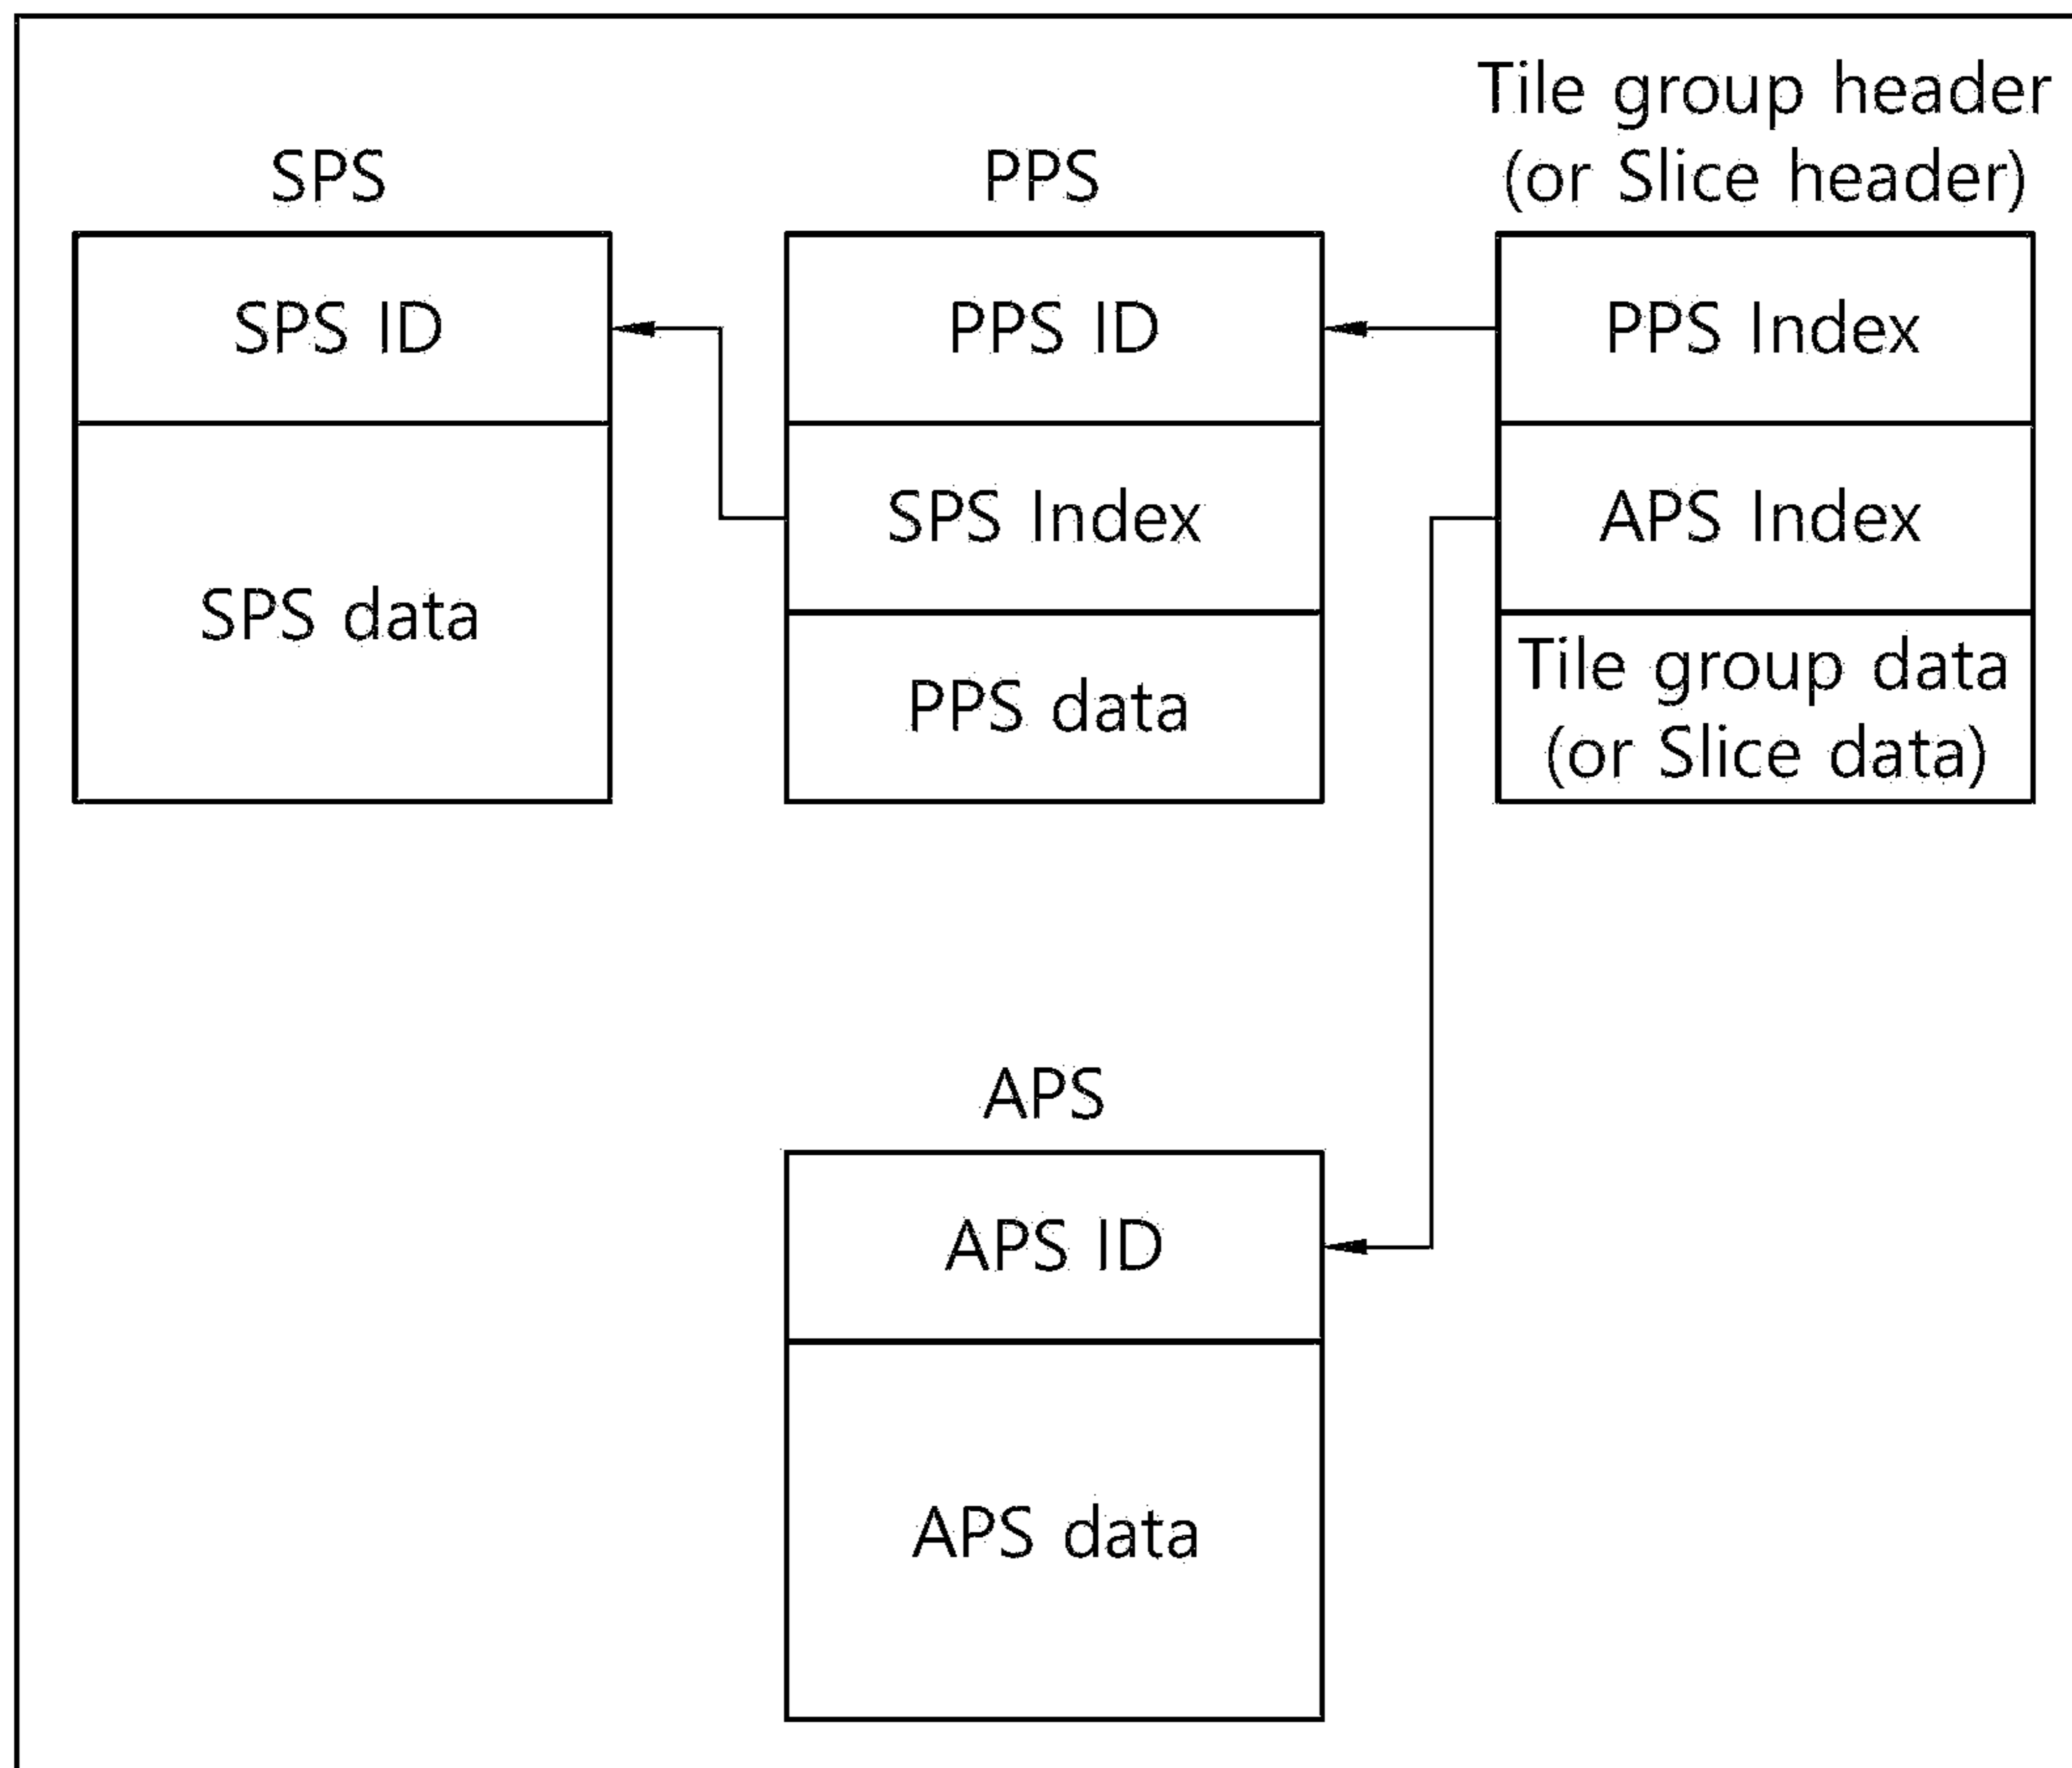 SPS
SPS ID
SPS data
PPS
PPS ID
SPS Index
PPS data
Tile group header
(or Slice header)
PPS Index
APS Index
Tile group data
(or Slice data)
APS
APS ID
APS data